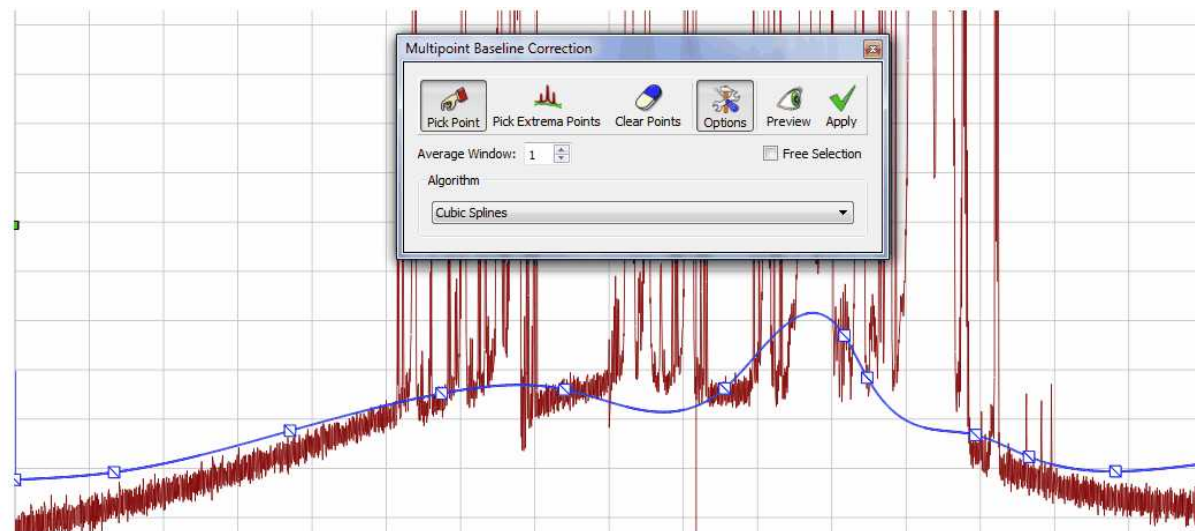 Multipoint Baseline Correction
Pick Point Pick Extrema Points Clear Points Options Preview Apply
Average Window: 1 Free Selection
Algorithm
Cubic Splines